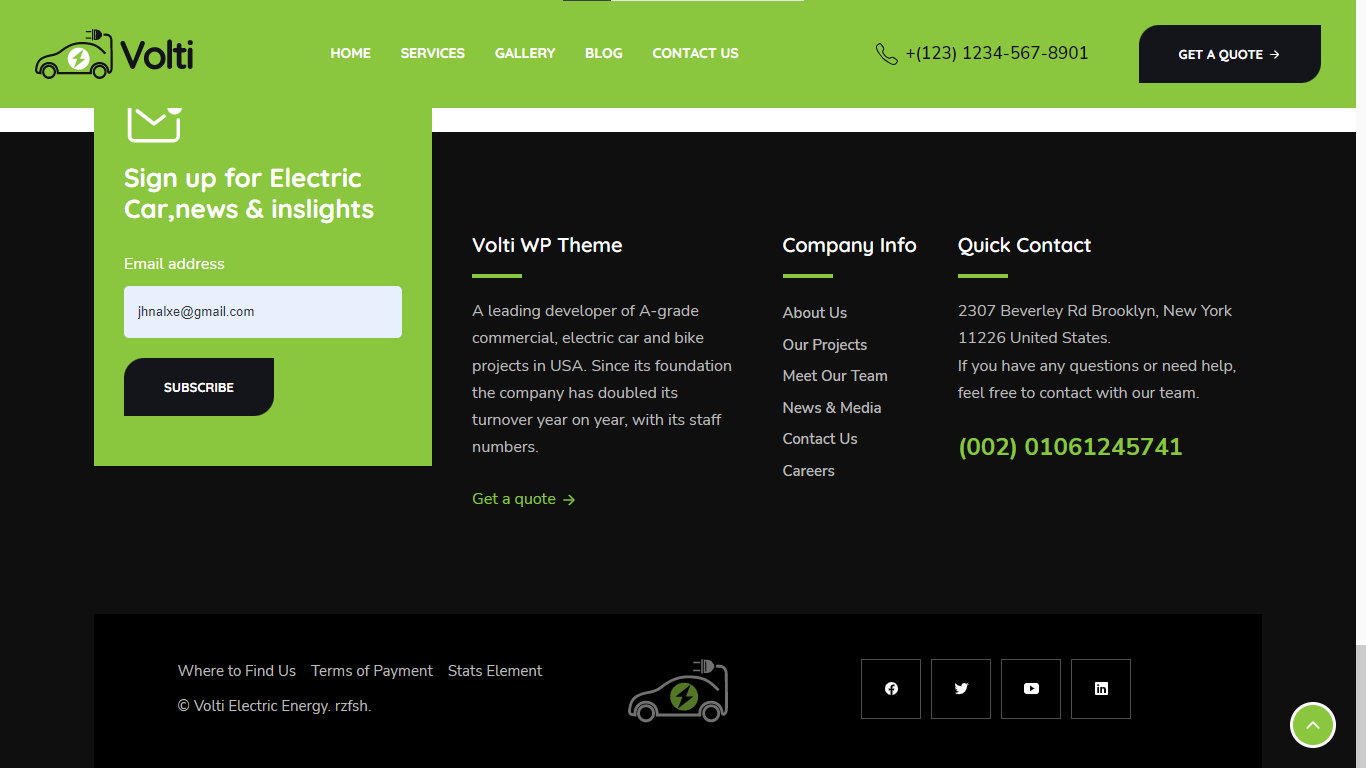 Volti
HOME SERVICES GALLERY BLOG CONTACT US
+(123) 1234-567-8901
GET A QUOTE
Sign up for Electric
Car,news & inslights
Email address
jhnalxe@gmail.com
SUBSCRIBE
Volti WP Theme
A leading developer of A-grade
commercial, electric car and bike
projects in USA. Since its foundation
the company has doubled its
turnover year on year, with its staff
numbers.
Get a quote
Company Info
About Us
Our Projects
Meet Our Team
News & Media
Contact Us
Careers
Quick Contact
2307 Beverley Rd Brooklyn, New York
11226 United States.
If you have any questions or need help,
feel free to contact with our team.
(002) 01061245741
Where to Find Us Terms of Payment Stats Element
© Volti Electric Energy. rzfsh.